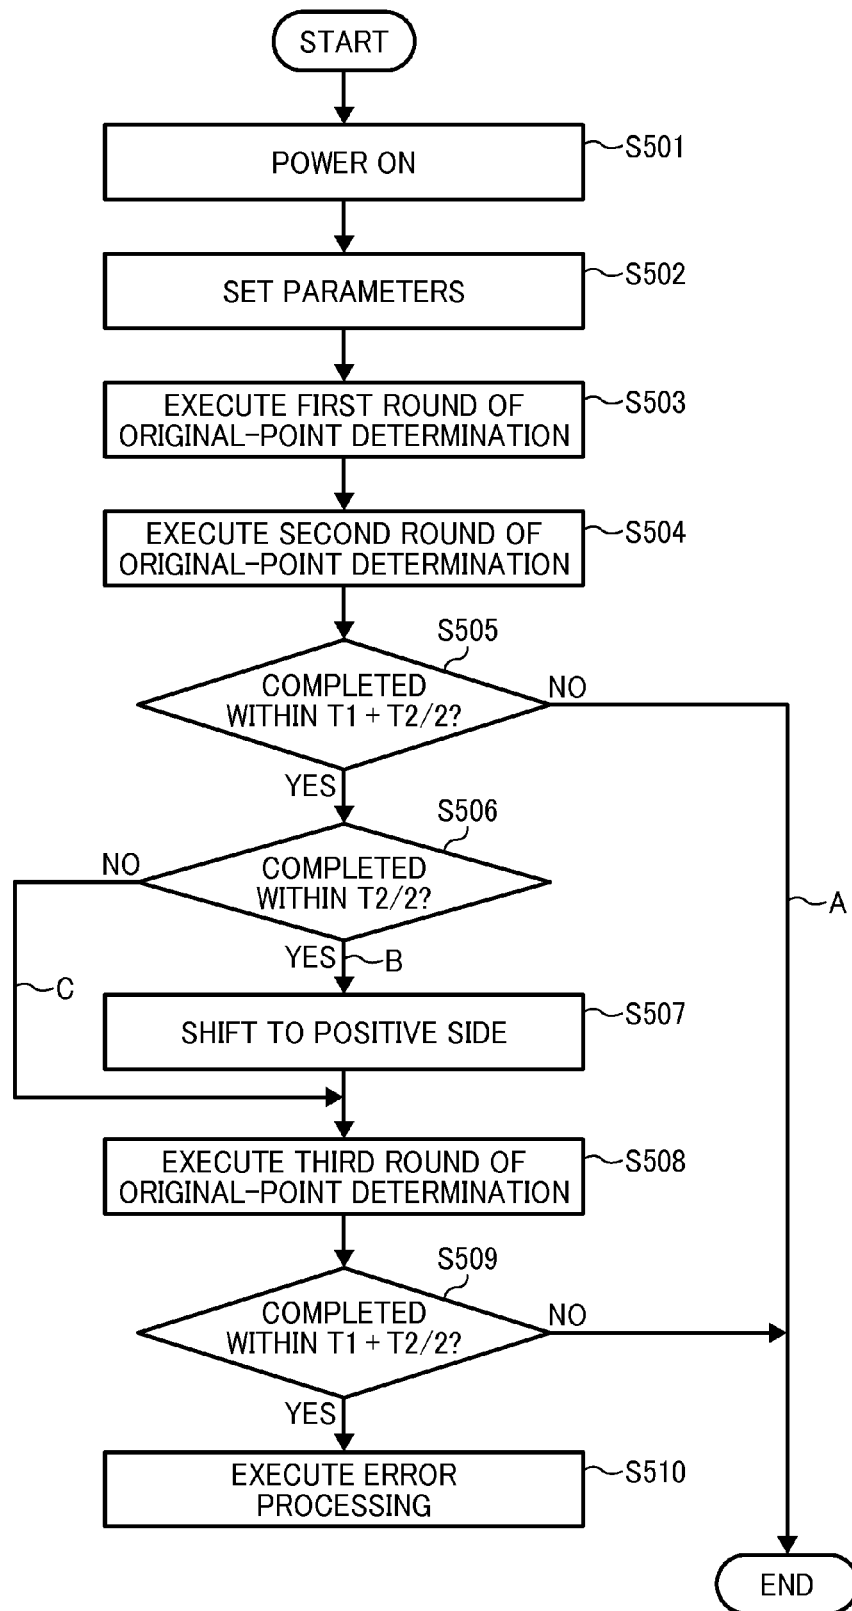 START
POWER ON
S501
SET PARAMETERS
S502
EXECUTE FIRST ROUND OF
ORIGINAL-POINT DETERMINATION
S503
EXECUTE SECOND ROUND OF
ORIGINAL-POINT DETERMINATION
S504
S505
COMPLETED
WITHIN T1 + T2/2?
NO
YES
S506
COMPLETED
WITHIN T2/2?
NO
A
YES
B
C
SHIFT TO POSITIVE SIDE
S507
EXECUTE THIRD ROUND OF
ORIGINAL-POINT DETERMINATION
S508
S509
COMPLETED
WITHIN T1 + T2/2?
NO
YES
EXECUTE ERROR
PROCESSING
S510
END